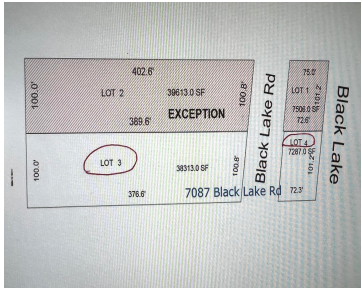 402.6'
100.0'
LOT 2
39613.0 SF
100.8'
EXCEPTION
389.6'
100.0'
LOT 3
38313.0 SF
100.8'
376.6'
7087 Black Lake Rd
Black Lake Rd
75.0'
LOT 1
101.2'
7506.0 SF
72.6'
LOT 4
7287.0 SF
101.2'
72.3'
Black Lake